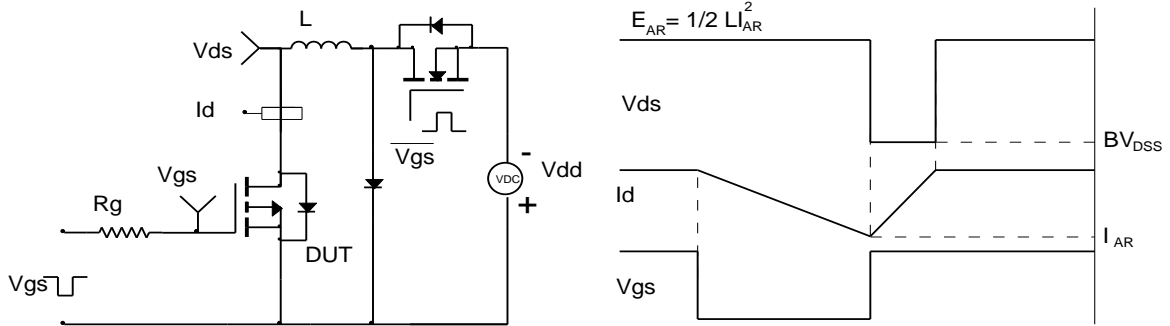 L
Vds
Id
Vgs
Rg
DUT
Vgs
Vgs
VDC
-
+
Vdd
E_AR = 1/2 LI_AR^2
Vds
BV_DSS
Id
I_AR
Vgs